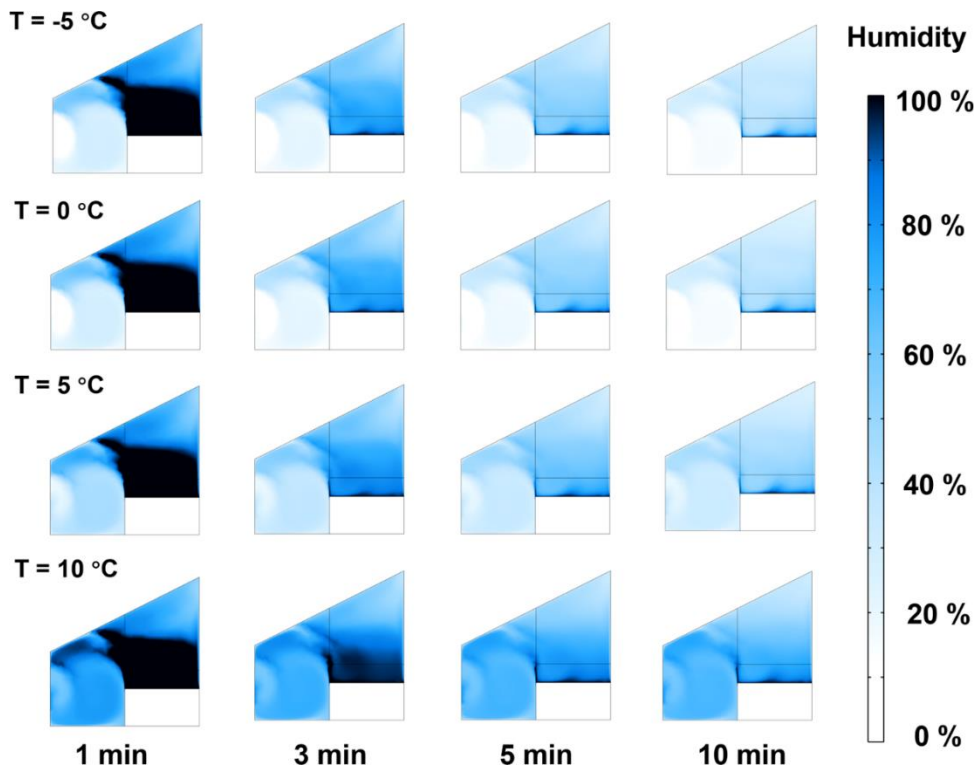 T = -5 °C
Humidity
100 %
T = 0 °C
80 %
60 %
T = 5 °C
40 %
T = 10 °C
20 %
0 %
1 min
3 min
5 min
10 min